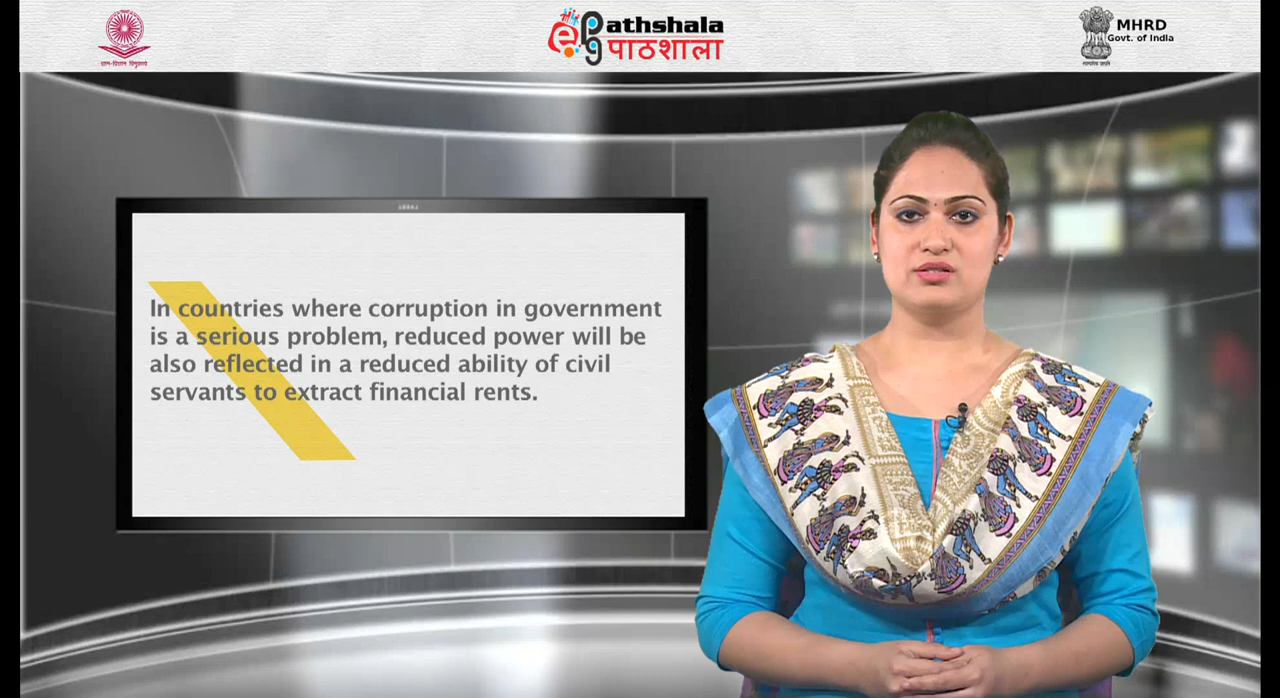 ePathshala
पाठशाला
MHRD
Govt. of India
In countries where corruption in government
is a serious problem, reduced power will be
also reflected in a reduced ability of civil
servants to extract financial rents.